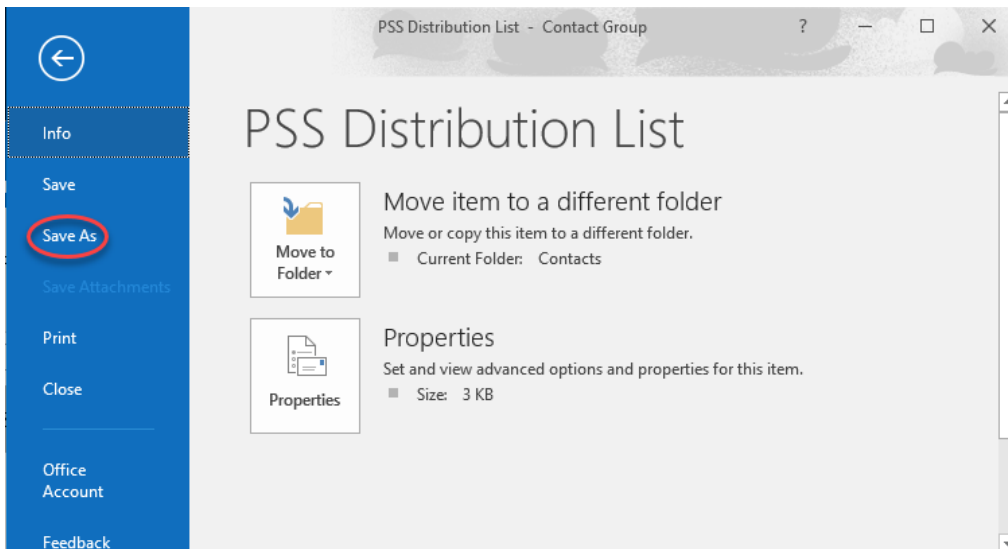 PSS Distribution List - Contact Group
?
Info
Save
Save As
Save Attachments
Print
Close
Office
Account
Feedback
PSS Distribution List
Move to
Folder
Move item to a different folder
Move or copy this item to a different folder.
Current Folder: Contacts
Properties
Properties
Set and view advanced options and properties for this item.
Size: 3 KB